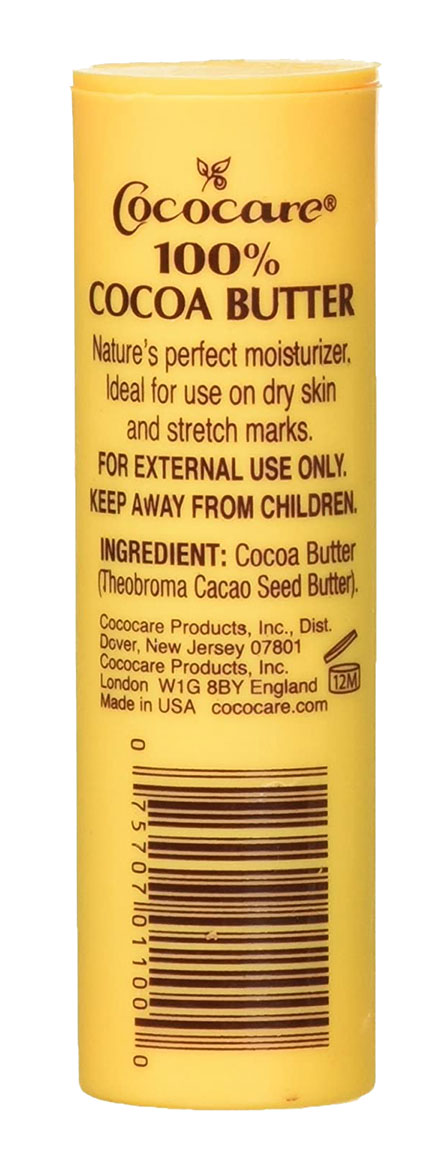 Cococare®
100%
COCOA BUTTER
Nature's perfect moisturizer.
Ideal for use on dry skin
and stretch marks.
FOR EXTERNAL USE ONLY.
KEEP AWAY FROM CHILDREN.
INGREDIENT: Cocoa Butter
(Theobroma Cacao Seed Butter).
Cococare Products, Inc., Dist.
Dover, New Jersey 07801
Cococare Products, Inc.
London W1G 8BY England
Made in USA cococare.com
12M
0 75707 01100 0